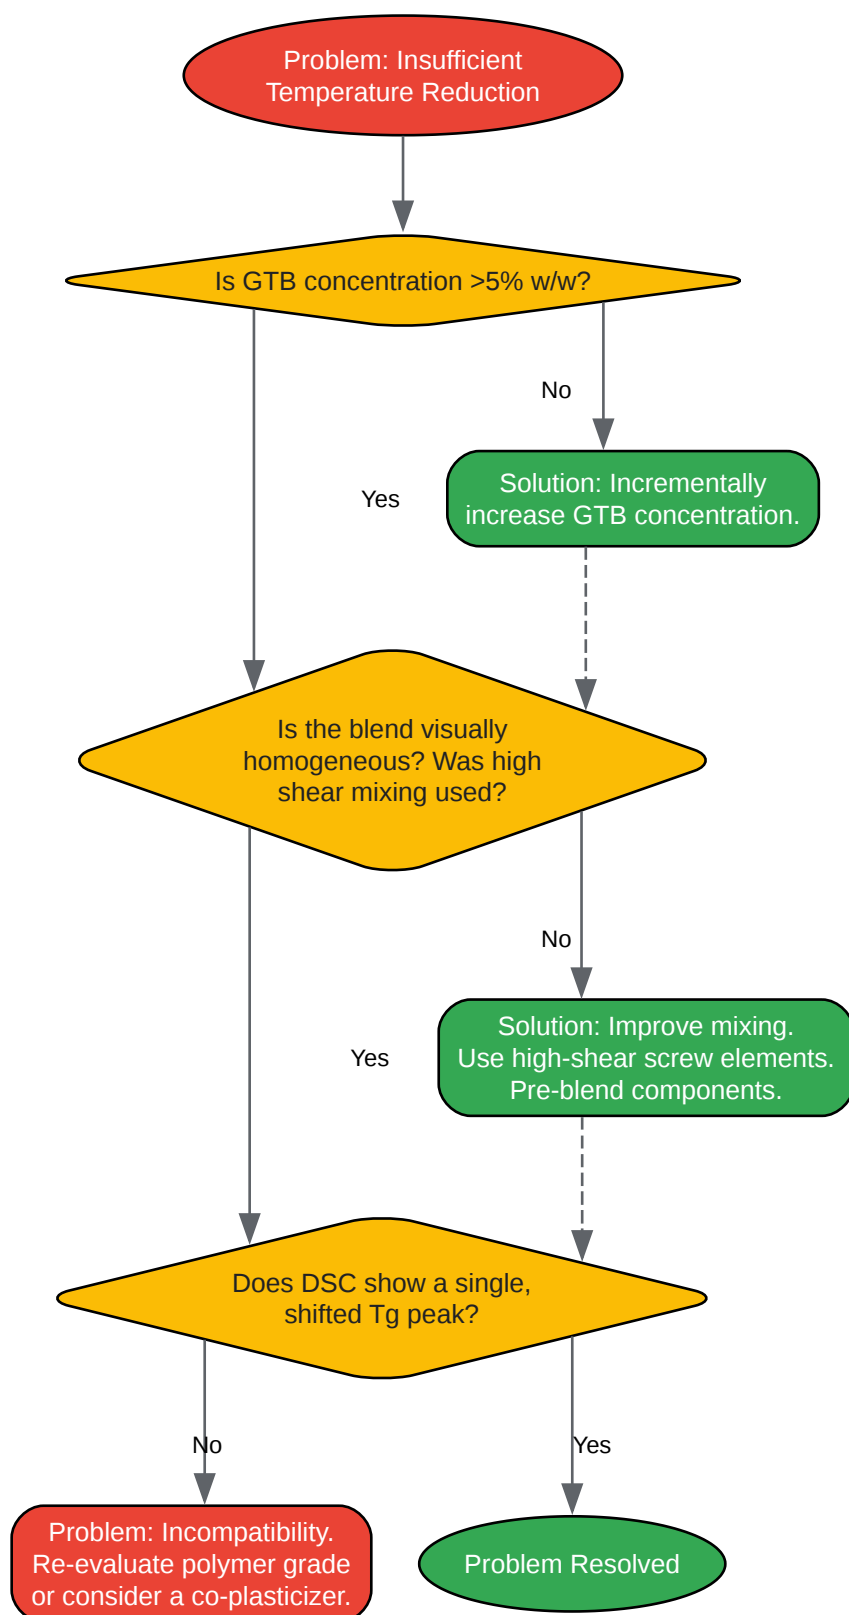 Problem: Insufficient
Temperature Reduction
Is GTB concentration >5% w/w?
No
Yes
Solution: Incrementally
increase GTB concentration.
Is the blend visually
homogeneous? Was high
shear mixing used?
No
Yes
Solution: Improve mixing.
Use high-shear screw elements.
Pre-blend components.
Does DSC show a single,
shifted Tg peak?
No
Yes
Problem: Incompatibility.
Re-evaluate polymer grade
or consider a co-plasticizer.
Problem Resolved